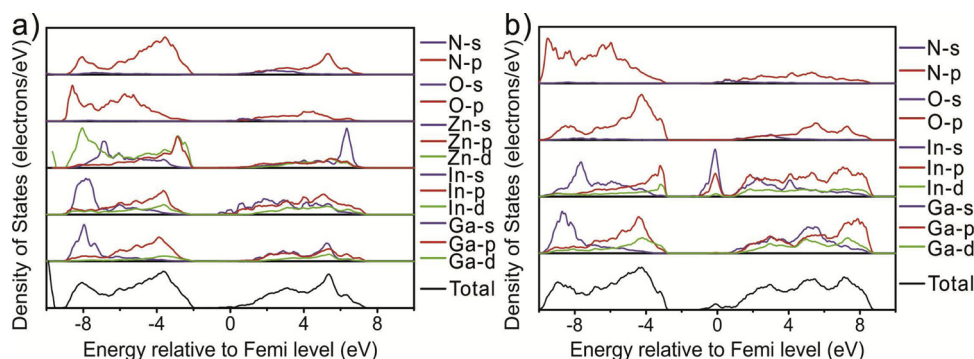 a)
Density of States (electrons/eV)
N-s
N-p
O-s
O-p
Zn-s
Zn-p
Zn-d
In-s
In-p
In-d
Ga-s
Ga-p
Ga-d
Total
-8 -4 0 4 8
Energy relative to Femi level (eV)
b)
Density of States (electrons/eV)
N-s
N-p
O-s
O-p
In-s
In-p
In-d
Ga-s
Ga-p
Ga-d
Total
-8 -4 0 4 8
Energy relative to Femi level (eV)